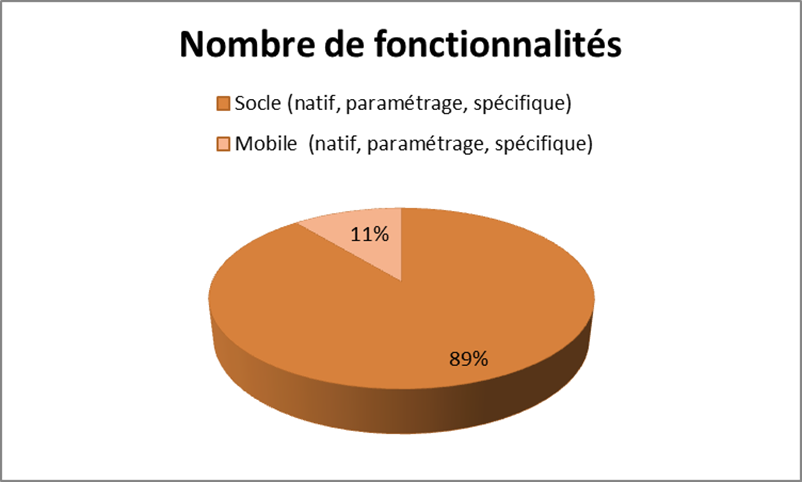 Nombre de fonctionnalités
Socle (natif, paramétrage, spécifique)
Mobile  (natif, paramétrage, spécifique)
11%
89%